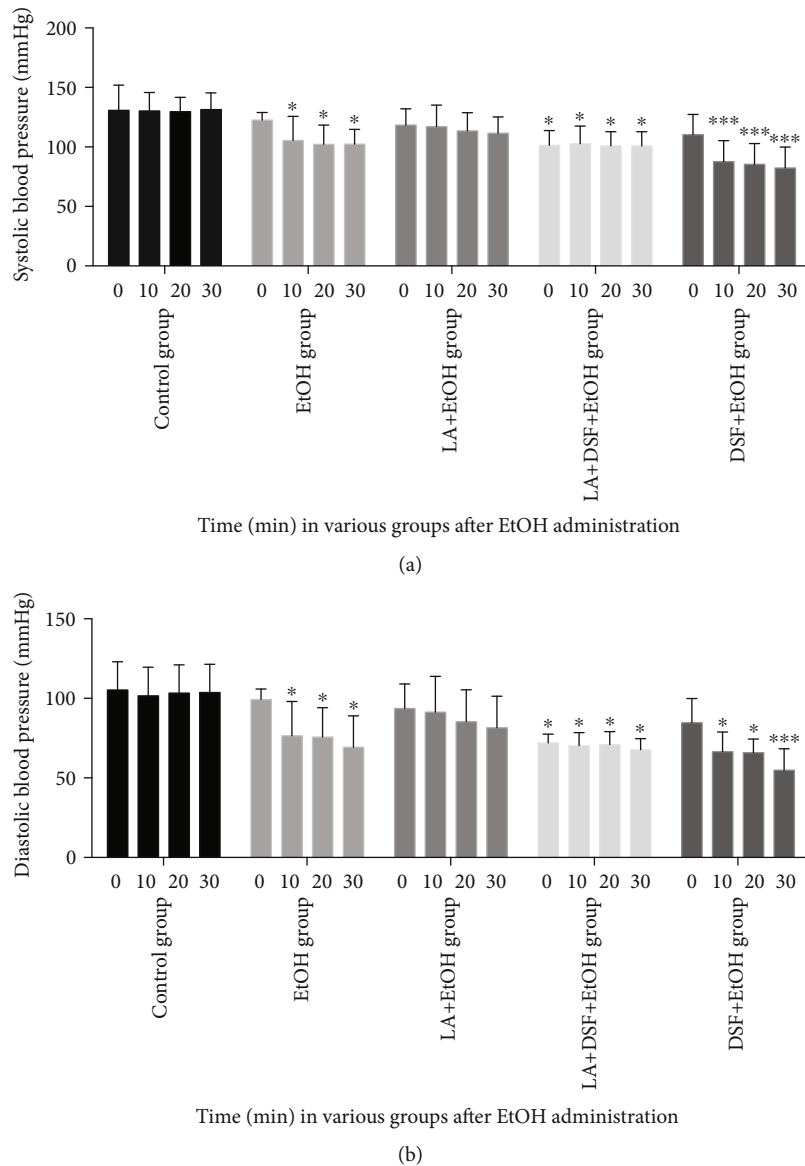 Systolic blood pressure (mmHg)
200
150
100
50
0
* * *
* * * *
*** *** ***
0 10 20 30 0 10 20 30 0 10 20 30 0 10 20 30 0 10 20 30
Control group
EtOH group
LA+EtOH group
LA+DSF+EtOH group
DSF+EtOH group
Time (min) in various groups after EtOH administration
(a)
Diastolic blood pressure (mmHg)
150
100
50
0
* * *
* * * *
* * ***
0 10 20 30 0 10 20 30 0 10 20 30 0 10 20 30 0 10 20 30
Control group
EtOH group
LA+EtOH group
LA+DSF+EtOH group
DSF+EtOH group
Time (min) in various groups after EtOH administration
(b)